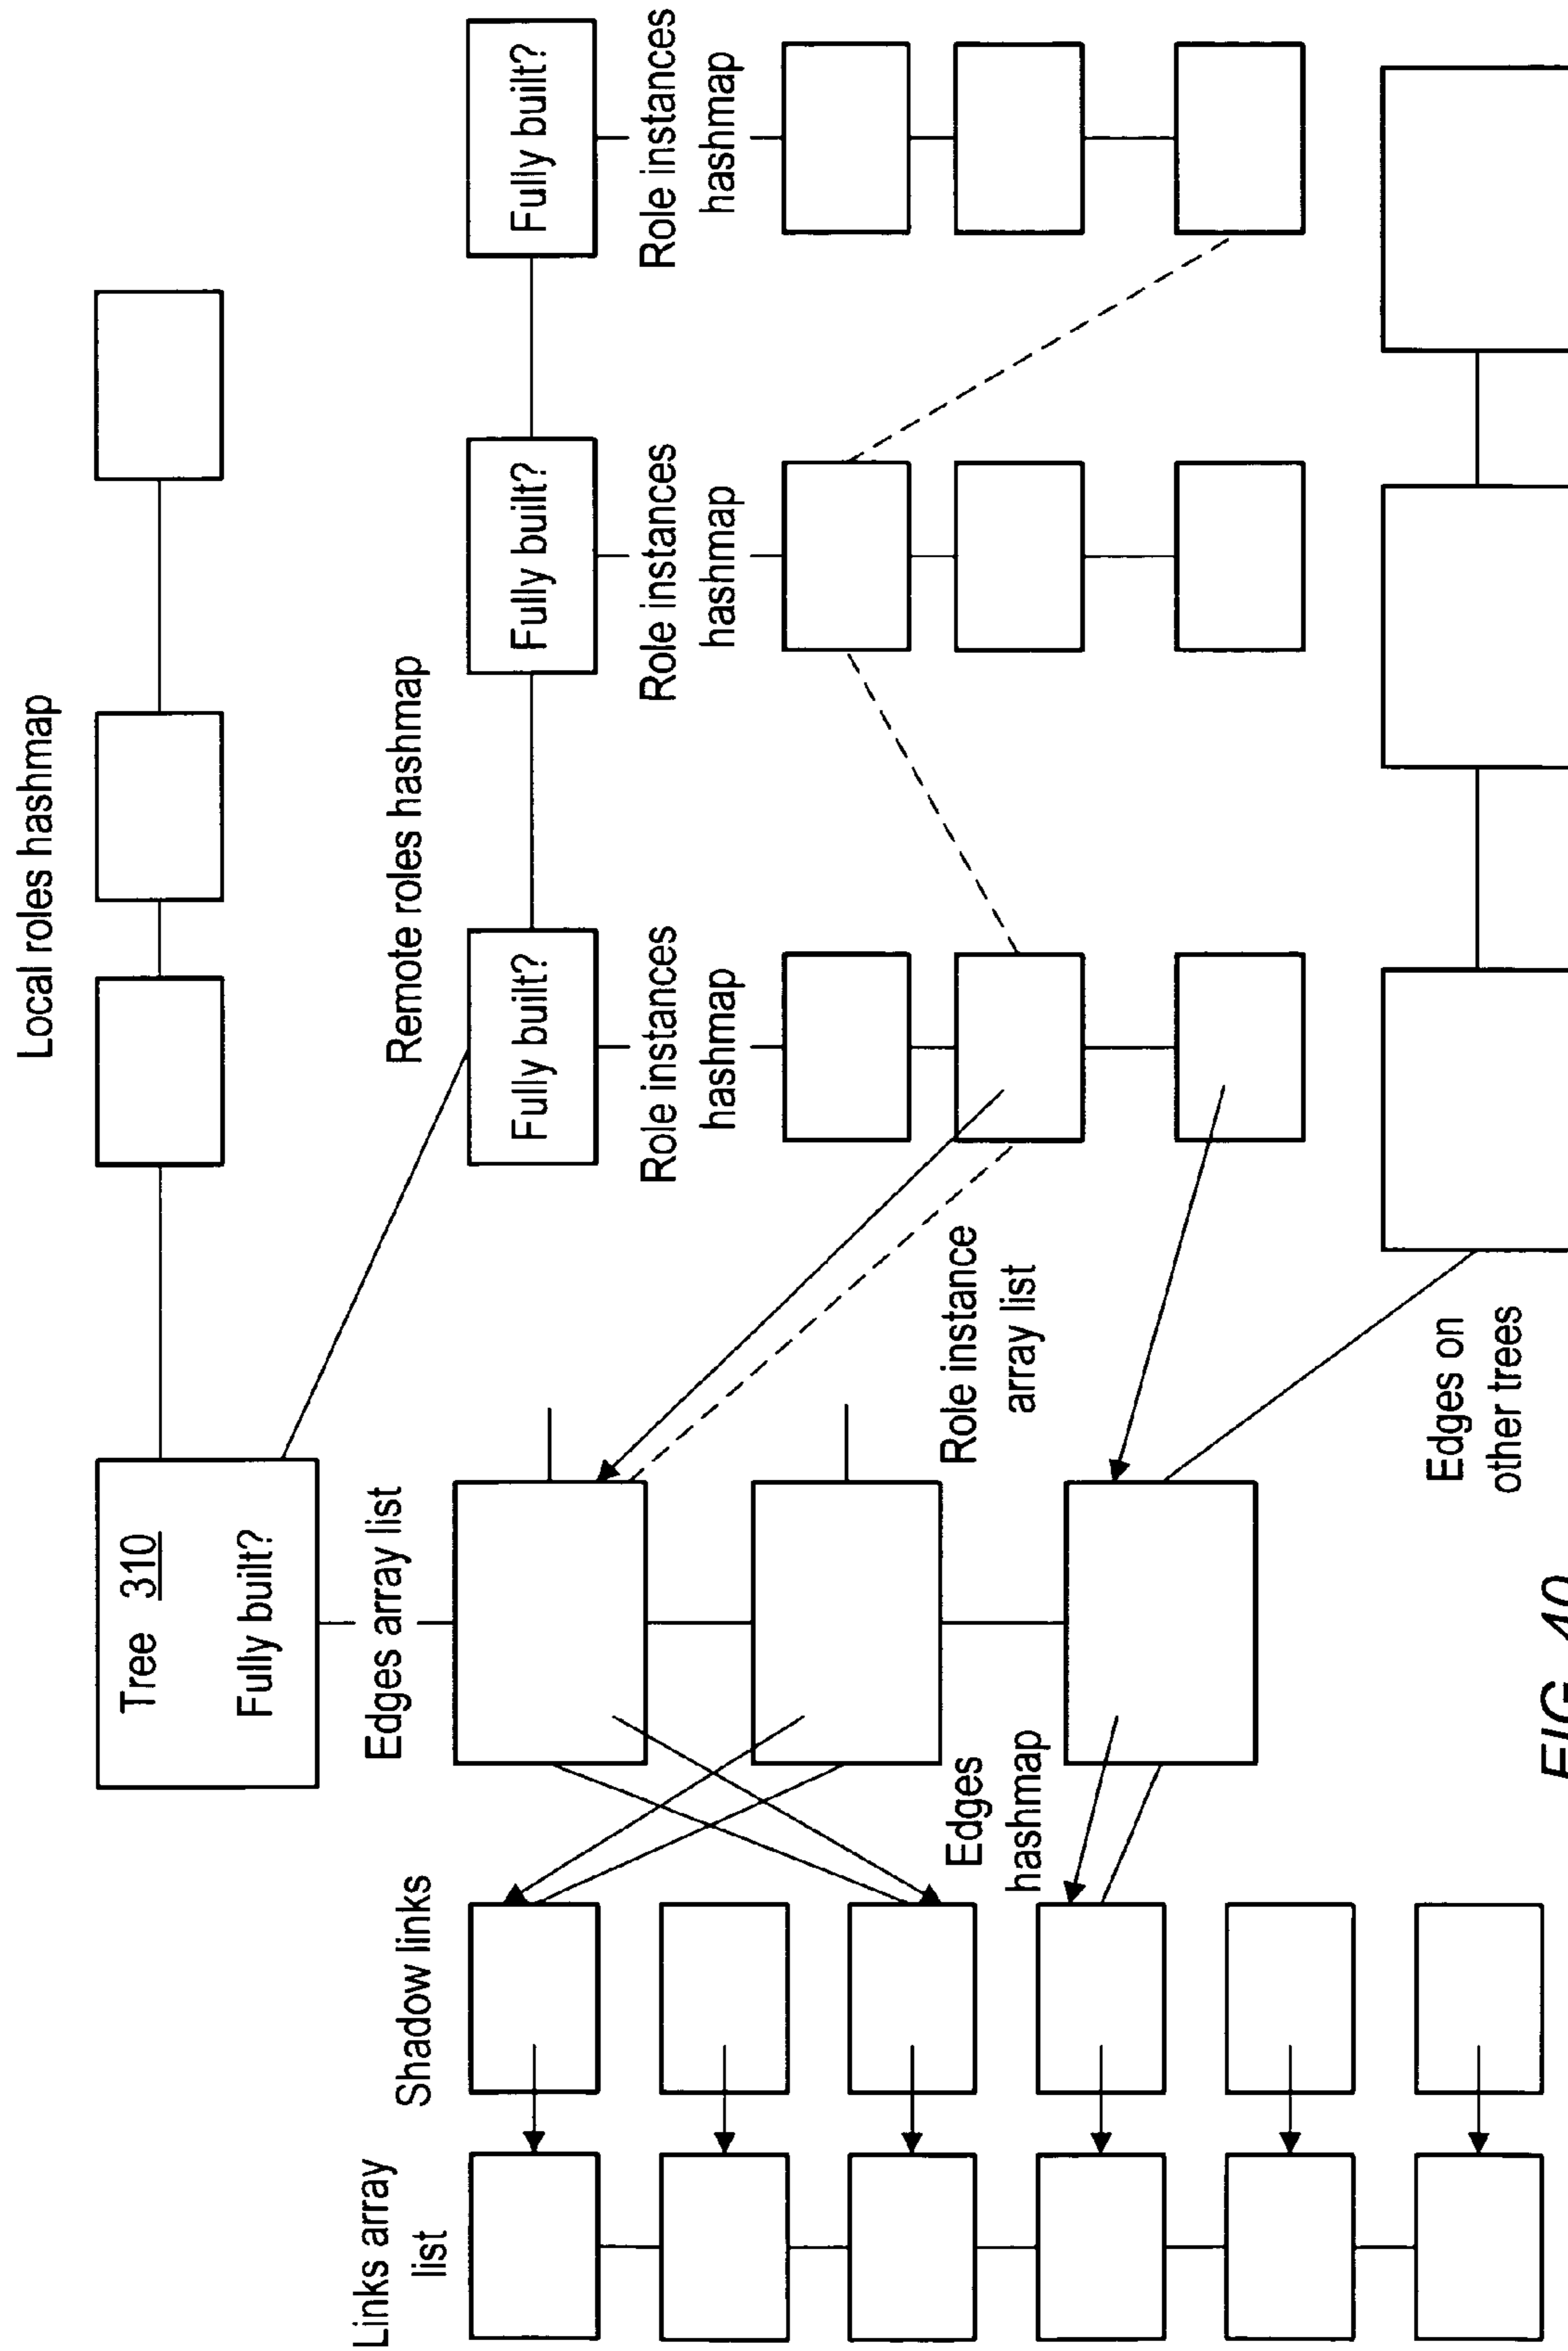 Local roles hashmap
Tree 310
Fully built?
Links array
list
Shadow links
Edges array list
Remote roles hashmap
Fully built?
Fully built?
Fully built?
Role instances
hashmap
Role instances
hashmap
Role instances
hashmap
Edges
hashmap
Role instance
array list
Edges on
other trees
FIG. 40